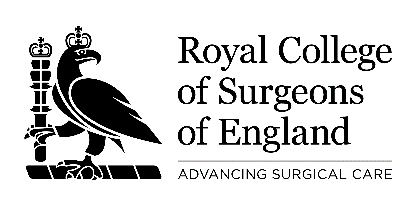 Royal College
of Surgeons
of England
ADVANCING SURGICAL CARE